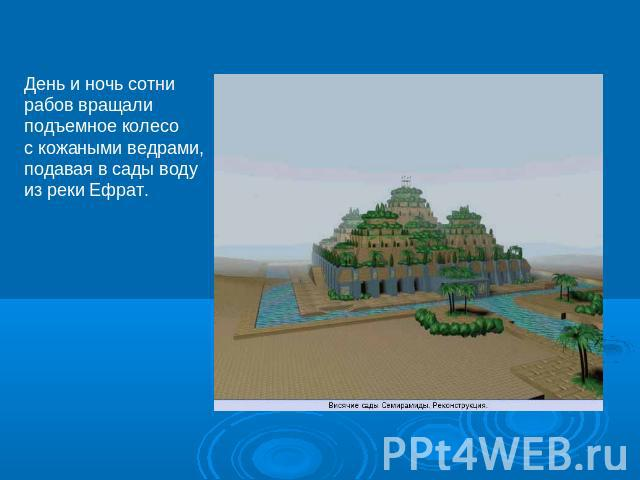 День и ночь сотни
рабов вращали
подъемное колесо
с кожаными ведрами,
подавая в сады воду
из реки Ефрат.
Висячие сады Семирамиды. Реконструкция.
PPt4WEB.ru